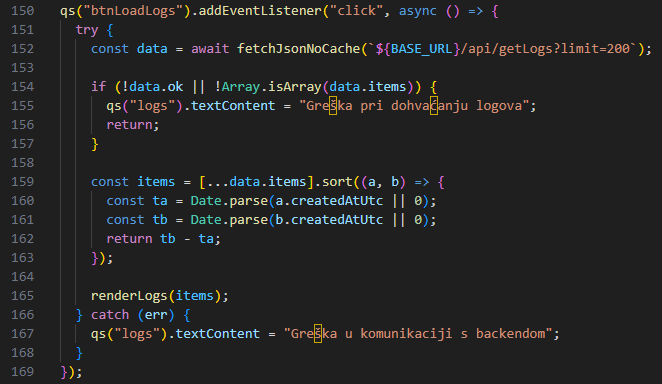 150 qs("btnLoadLogs").addEventListener("click", async () => {
151   try {
152     const data = await fetchJsonNoCache(`${BASE_URL}/api/getLogs?limit=200`);
153
154     if (!data.ok || !Array.isArray(data.items)) {
155       qs("logs").textContent = "Greška pri dohvaćanju logova";
156       return;
157     }
158
159     const items = [...data.items].sort((a, b) => {
160       const ta = Date.parse(a.createdAtUtc || 0);
161       const tb = Date.parse(b.createdAtUtc || 0);
162       return tb - ta;
163     });
164
165     renderLogs(items);
166   } catch (err) {
167     qs("logs").textContent = "Greška u komunikaciji s backendom";
168   }
169 });